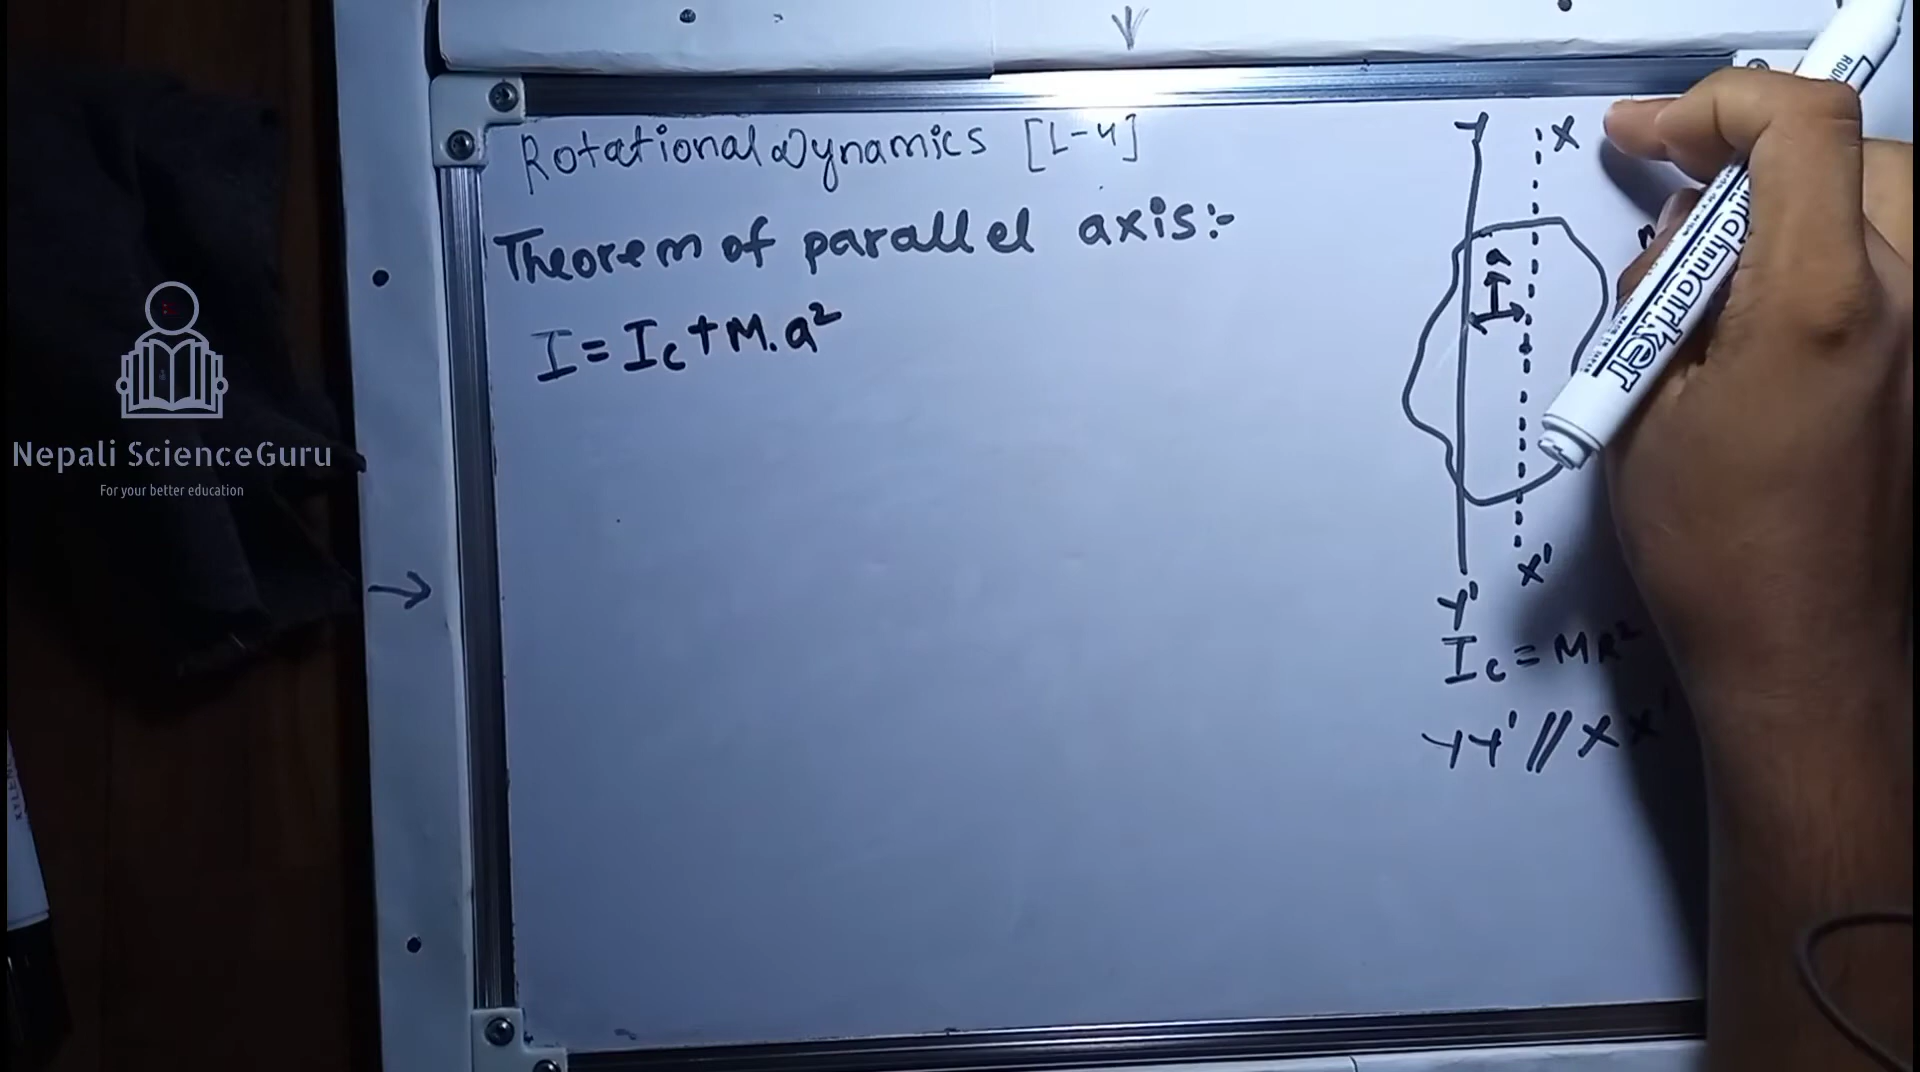 Rotational Dynamics [L-4]
Theorem of parallel axis:-
I = Ic + M.a²
Nepali ScienceGuru
For your better education
Y
X
X'
Y'
Ic = MR²
YY' // XX'
marker